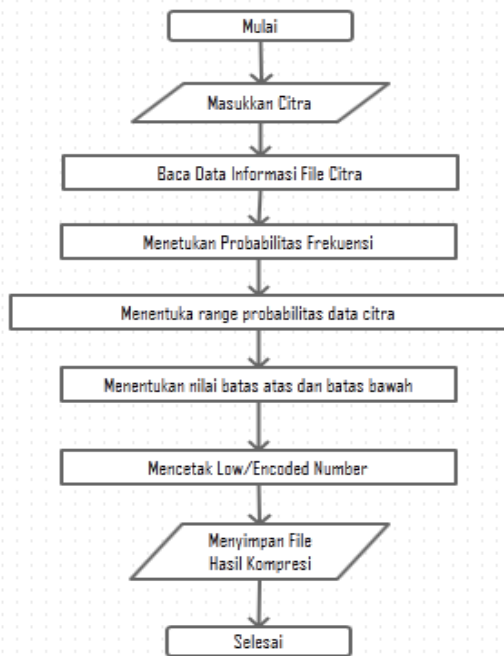 Mulai
Masukkan Citra
Baca Data Informasi File Citra
Menetukan Probabilitas Frekuensi
Menentuka range probabilitas data citra
Menentukan nilai batas atas dan batas bawah
Mencetak Low/Encoded Number
Menyimpan File
Hasil Kompresi
Selesai